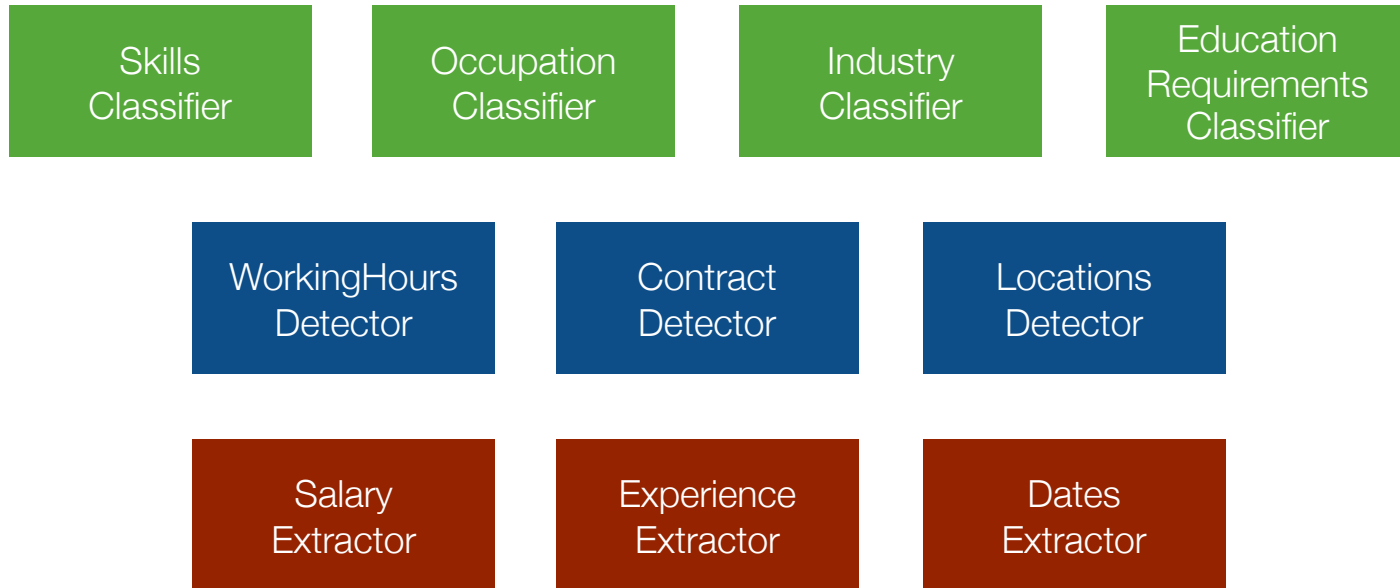 Skills
Classifier
Occupation
Classifier
Industry
Classifier
Education
Requirements
Classifier
WorkingHours
Detector
Contract
Detector
Locations
Detector
Salary
Extractor
Experience
Extractor
Dates
Extractor